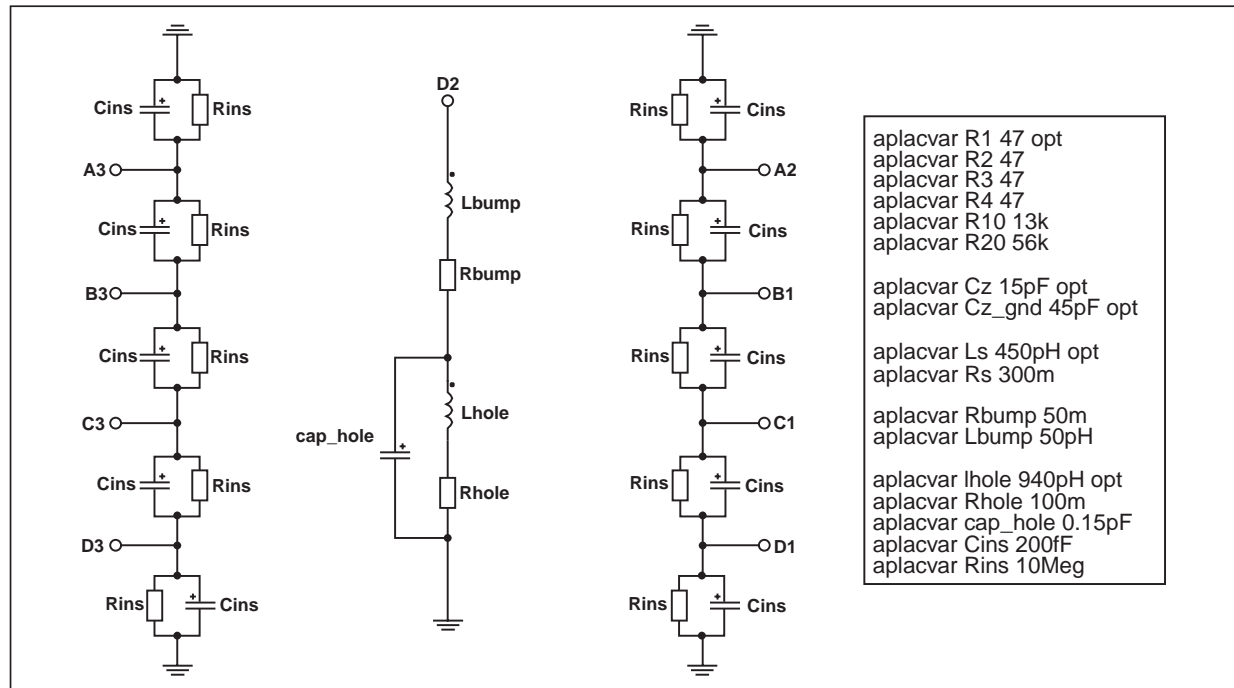 Cins
+
Rins
A3
Cins
+
Rins
B3
Cins
+
Rins
C3
Cins
+
Rins
D3
Rins
+
Cins
D2
Lbump
Rbump
Lhole
cap_hole
+
Rhole
Rins
+
Cins
A2
Rins
+
Cins
B1
Rins
+
Cins
C1
Rins
+
Cins
D1
Rins
+
Cins
aplacvar R1 47 opt
aplacvar R2 47
aplacvar R3 47
aplacvar R4 47
aplacvar R10 13k
aplacvar R20 56k
aplacvar Cz 15pF opt
aplacvar Cz_gnd 45pF opt
aplacvar Ls 450pH opt
aplacvar Rs 300m
aplacvar Rbump 50m
aplacvar Lbump 50pH
aplacvar lhole 940pH opt
aplacvar Rhole 100m
aplacvar cap_hole 0.15pF
aplacvar Cins 200fF
aplacvar Rins 10Meg